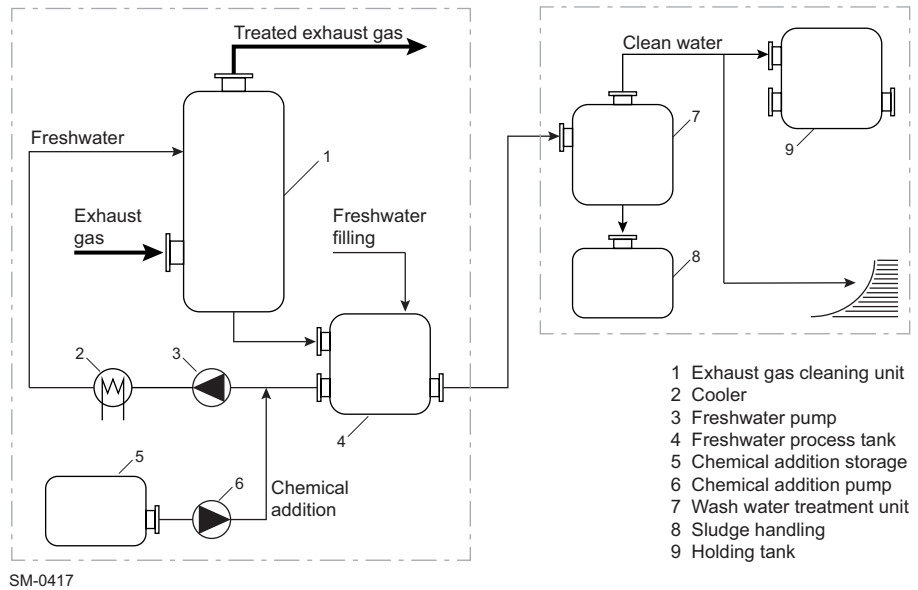 Treated exhaust gas
Clean water
7
9
Freshwater
1
Exhaust
gas
Freshwater
filling
8
2
3
4
5
6
Chemical
addition
1 Exhaust gas cleaning unit
2 Cooler
3 Freshwater pump
4 Freshwater process tank
5 Chemical addition storage
6 Chemical addition pump
7 Wash water treatment unit
8 Sludge handling
9 Holding tank
SM-0417